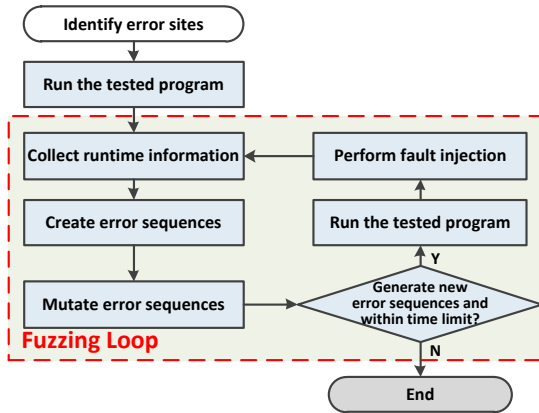 Identify error sites
Run the tested program
Collect runtime information
Perform fault injection
Create error sequences
Run the tested program
Y
Mutate error sequences
Generate new
error sequences and
within time limit?
Fuzzing Loop
N
End